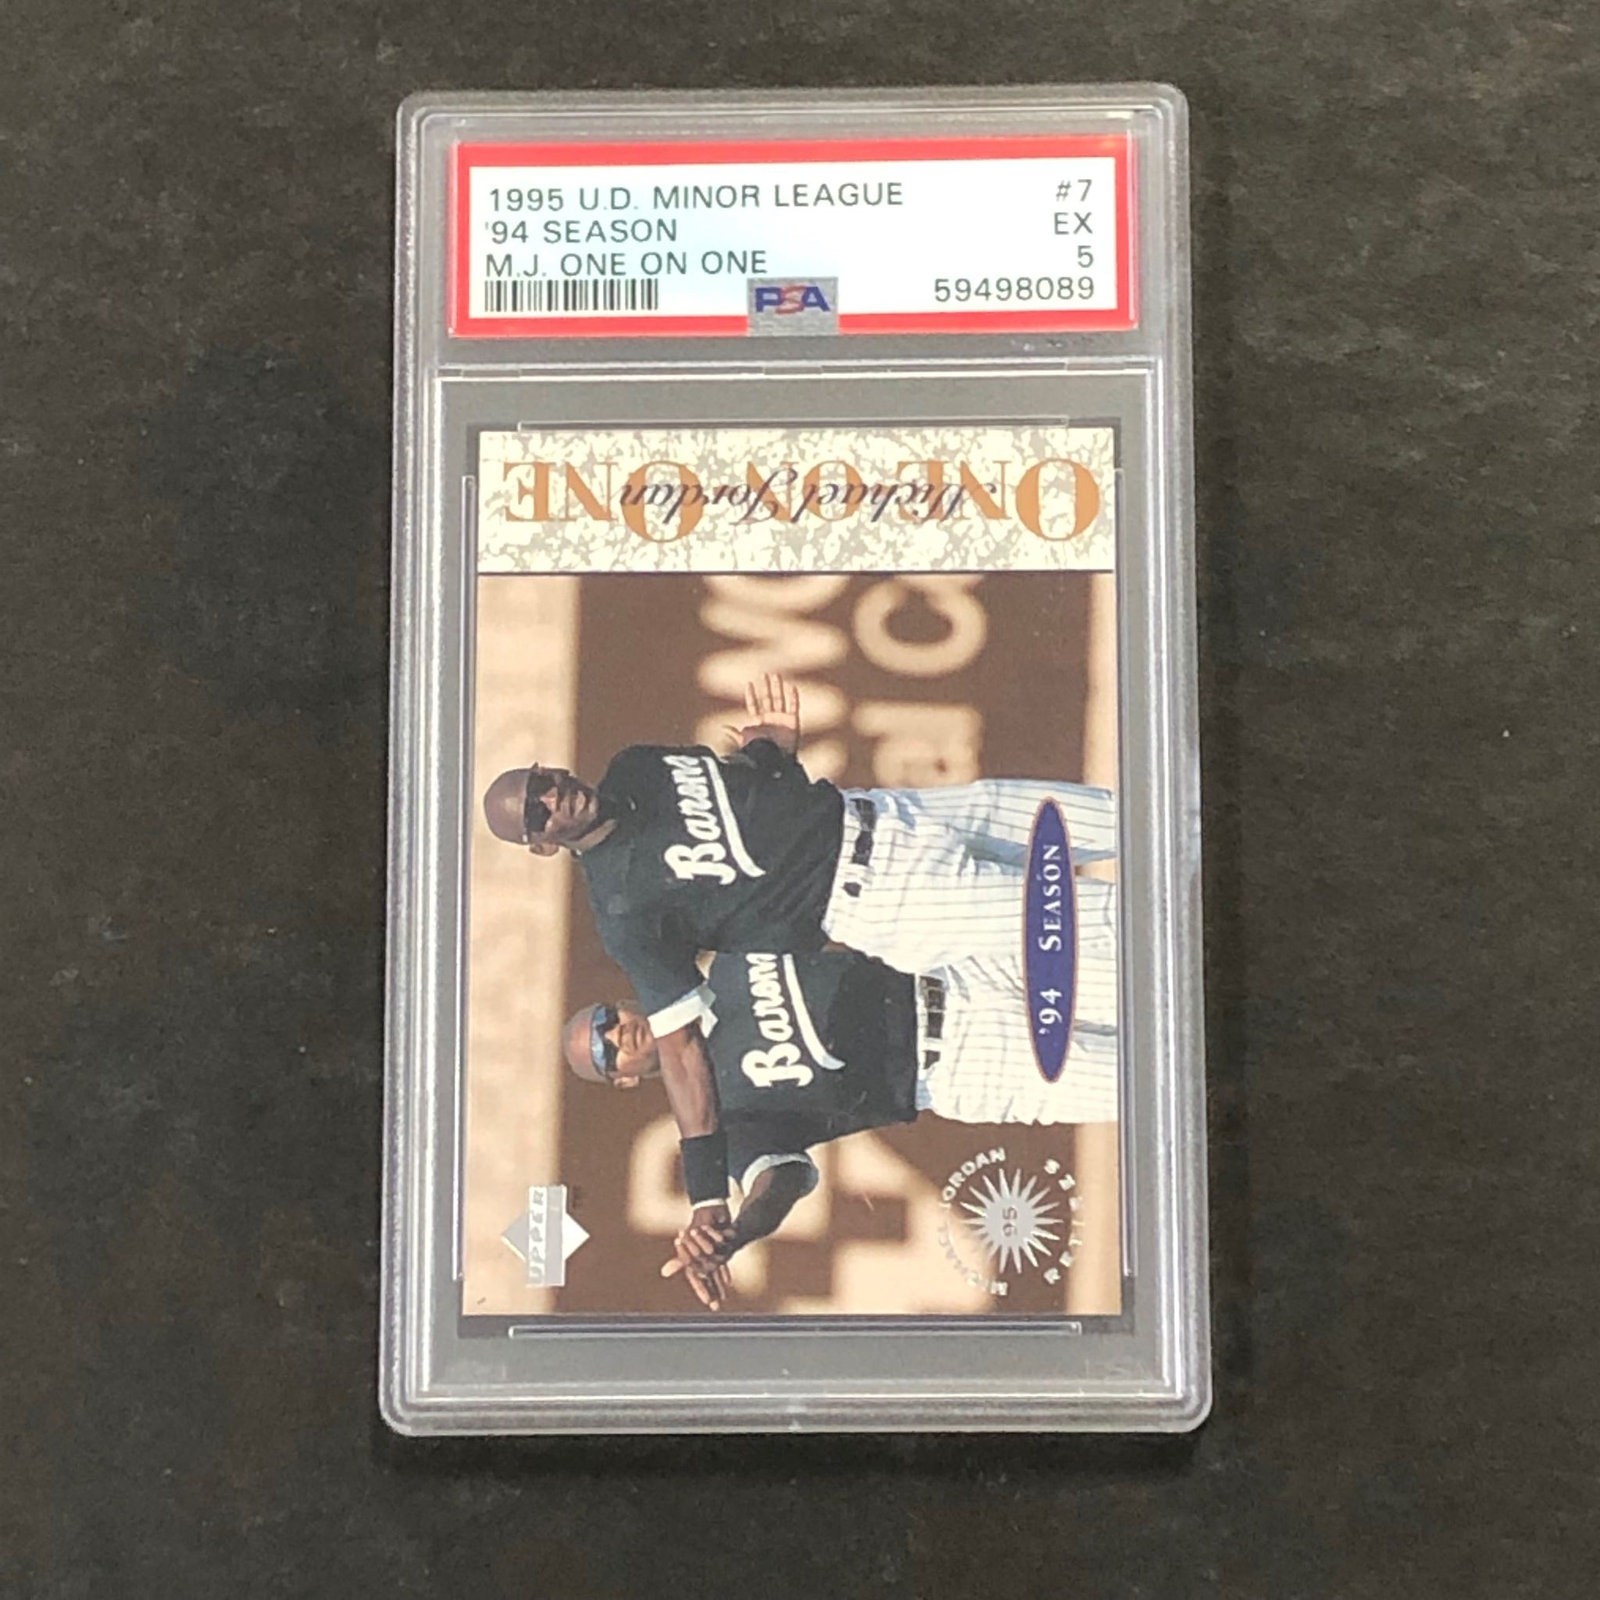 1995 U.D. MINOR LEAGUE #7
'94 SEASON EX
M.J. ONE ON ONE 5
PSA 59498089
ONE ON ONE
Michael Jordan
Barons
Barons
'94 SEASON
UPPER
MICHAEL JORDAN
95